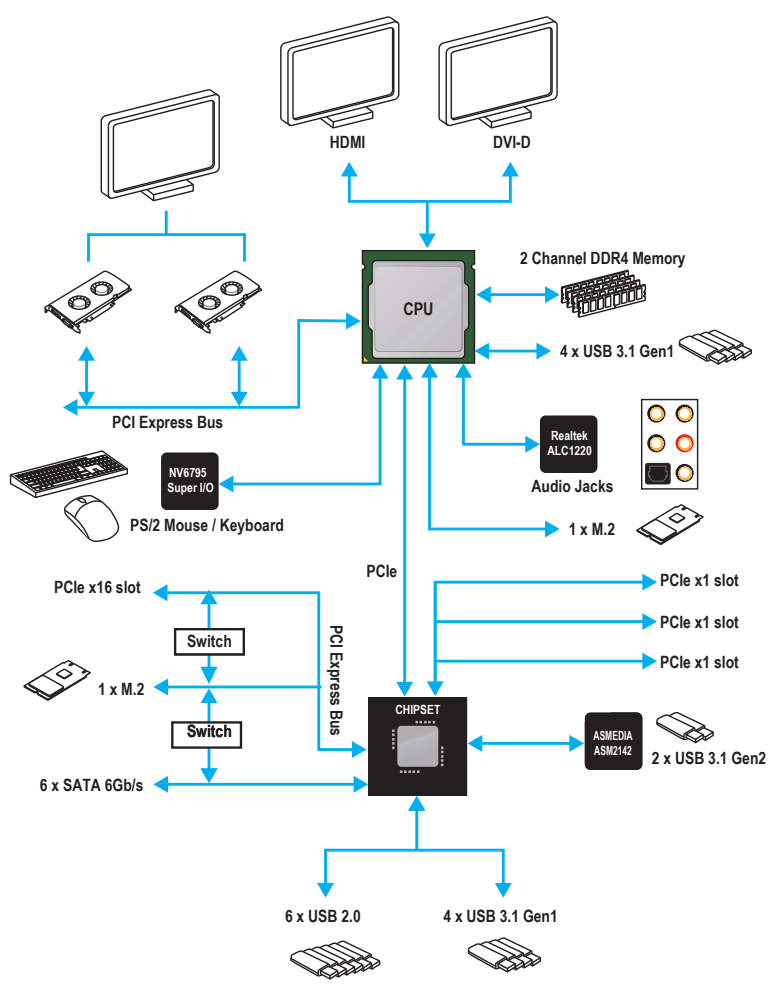 HDMI
DVI-D
2 Channel DDR4 Memory
CPU
4 x USB 3.1 Gen1
PCI Express Bus
Realtek
ALC1220
Audio Jacks
NV6795
Super I/O
PS/2 Mouse / Keyboard
1 x M.2
PCIe
PCIe x16 slot
PCIe x1 slot
Switch
PCI Express Bus
PCIe x1 slot
PCIe x1 slot
1 x M.2
CHIPSET
Switch
ASMEDIA
ASM2142
2 x USB 3.1 Gen2
6 x SATA 6Gb/s
6 x USB 2.0
4 x USB 3.1 Gen1